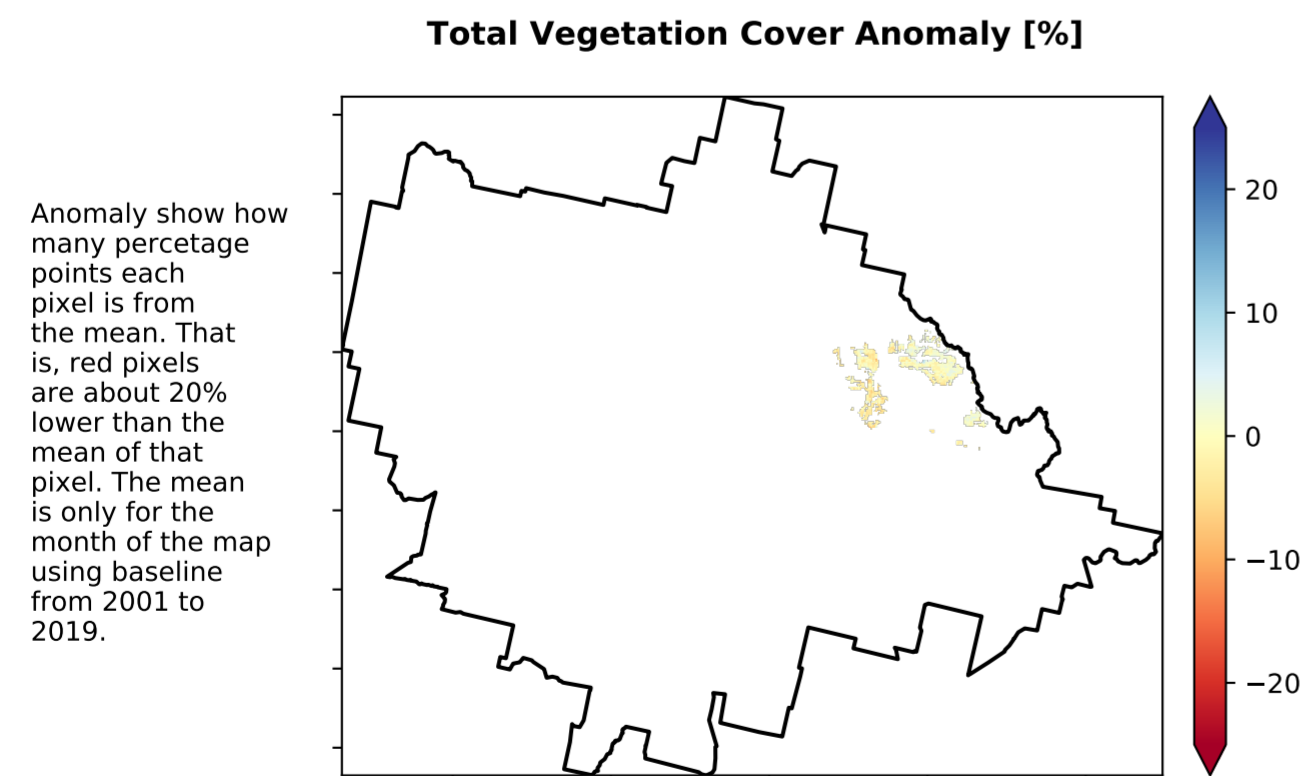 Total Vegetation Cover Anomaly [%]
Anomaly show how
many percetage
points each
pixel is from
the mean. That
is, red pixels
are about 20%
lower than the
mean of that
pixel. The mean
is only for the
month of the map
using baseline
from 2001 to
2019.
20
10
0
−10
−20